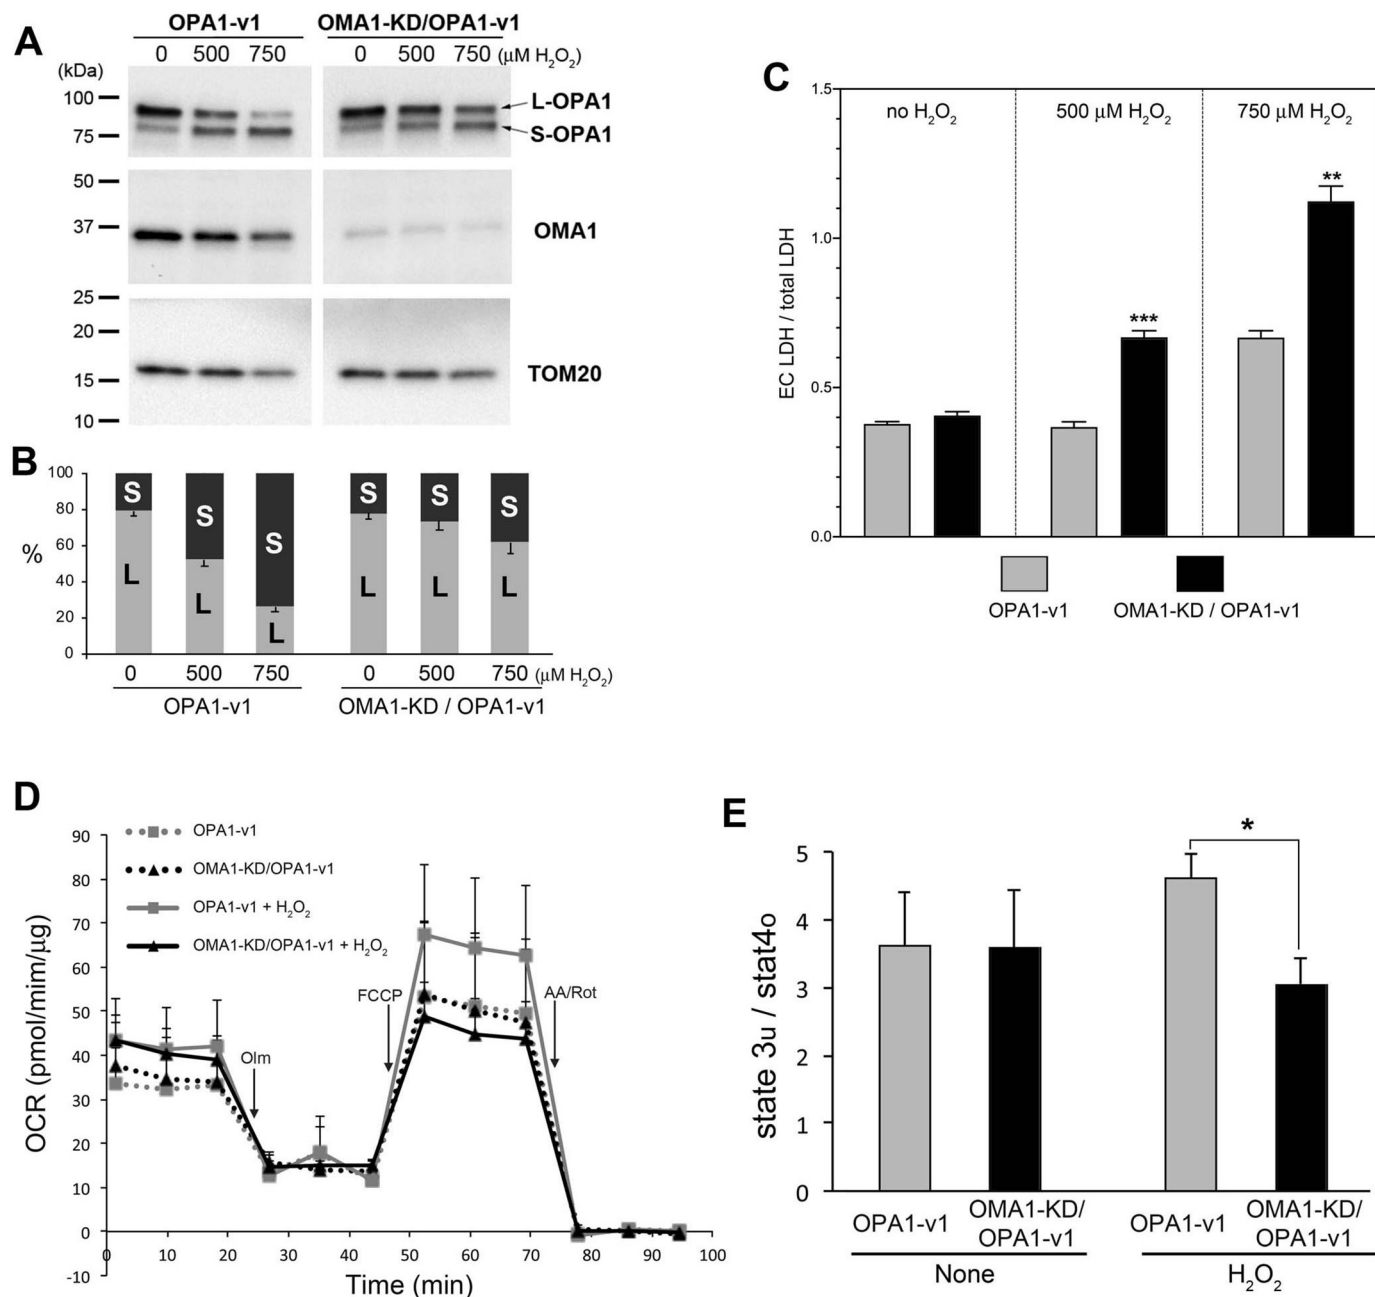 A
OPA1-v1 OMA1-KD/OPA1-v1
0 500 750 0 500 750 (μM H₂O₂)
(kDa)
100
75
L-OPA1
S-OPA1
50
37
OMA1
25
20
15
10
TOM20
B
100
80
60
40
20
0
%
S S S S S S
L L L L L L
0 500 750 0 500 750 (μM H₂O₂)
OPA1-v1 OMA1-KD / OPA1-v1
C
1.5
1.0
0.5
0.0
EC LDH / total LDH
no H₂O₂ 500 μM H₂O₂ 750 μM H₂O₂
***
**
OPA1-v1 OMA1-KD / OPA1-v1
D
OPA1-v1
OMA1-KD/OPA1-v1
OPA1-v1 + H₂O₂
OMA1-KD/OPA1-v1 + H₂O₂
90
80
70
60
50
40
30
20
10
0
-10
OCR (pmol/mim/μg)
Olm
FCCP
AA/Rot
0 10 20 30 40 50 60 70 80 90 100
Time (min)
E
5
4
3
2
1
0
state 3u / stat4o
*
OPA1-v1 OMA1-KD/ OPA1-v1 OMA1-KD/
OPA1-v1 OPA1-v1
None H₂O₂